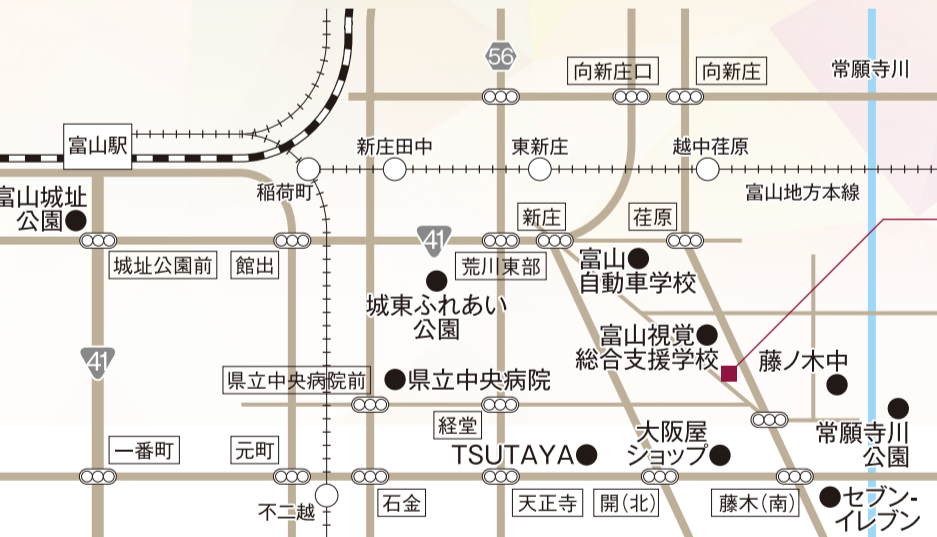 56
向新庄口
向新庄
常願寺川
富山駅
新庄田中
東新庄
越中荏原
稲荷町
富山地方本線
富山城址
公園
新庄
荏原
41
城址公園前
館出
荒川東部
富山
自動車学校
城東ふれあい
公園
富山視覚
総合支援学校
藤ノ木中
41
県立中央病院前
県立中央病院
経堂
大阪屋
ショップ
常願寺川
公園
一番町
元町
TSUTAYA
石金
天正寺
開(北)
藤木(南)
セブン-
イレブン
不二越